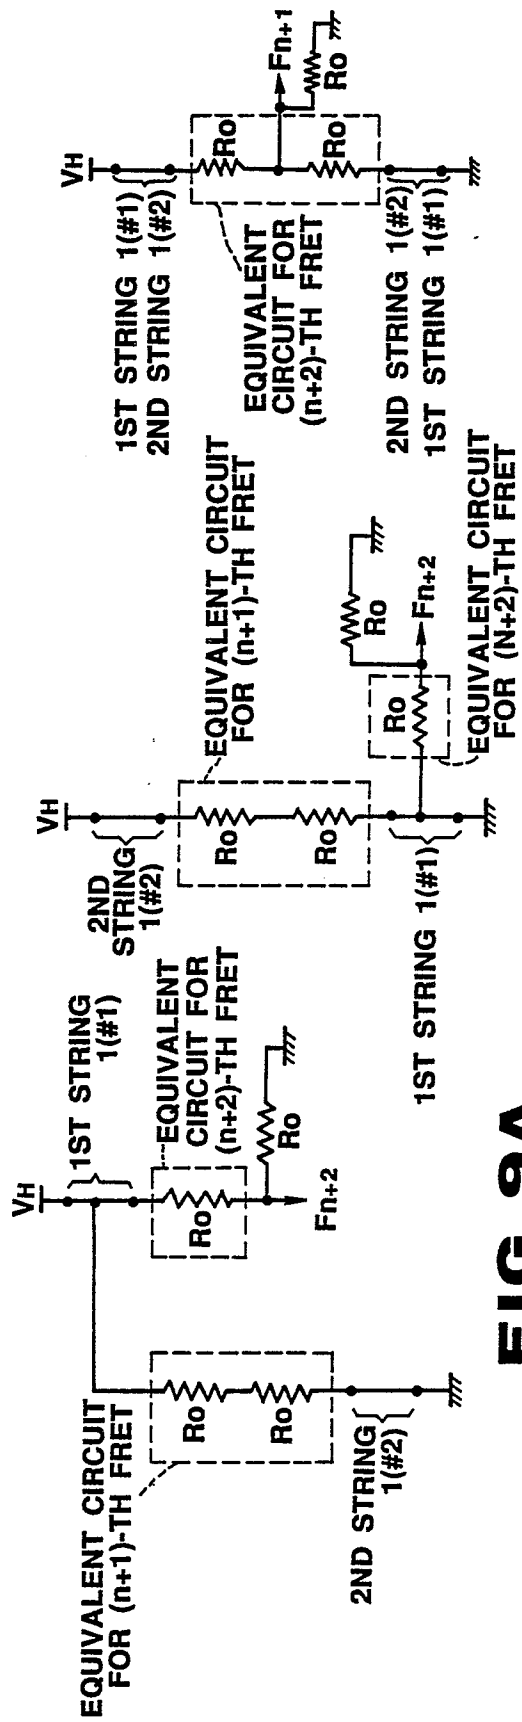 EQUIVALENT CIRCUIT
FOR (n+1)-TH FRET
Ro
Ro
2ND STRING
1(#2)
VH
1ST STRING
1(#1)
EQUIVALENT
CIRCUIT FOR
(n+2)-TH FRET
Ro
Ro
Fn+2
VH
2ND
STRING
1(#2)
EQUIVALENT CIRCUIT
FOR (n+1)-TH FRET
Ro
Ro
1ST STRING 1(#1)
Ro
Ro
Fn+2
EQUIVALENT CIRCUIT
FOR (N+2)-TH FRET
VH
1ST STRING 1(#1)
2ND STRING 1(#2)
EQUIVALENT
CIRCUIT FOR
(n+2)-TH FRET
Ro
Ro
Fn+1
Ro
2ND STRING 1(#2)
1ST STRING 1(#1)
FIG.9A